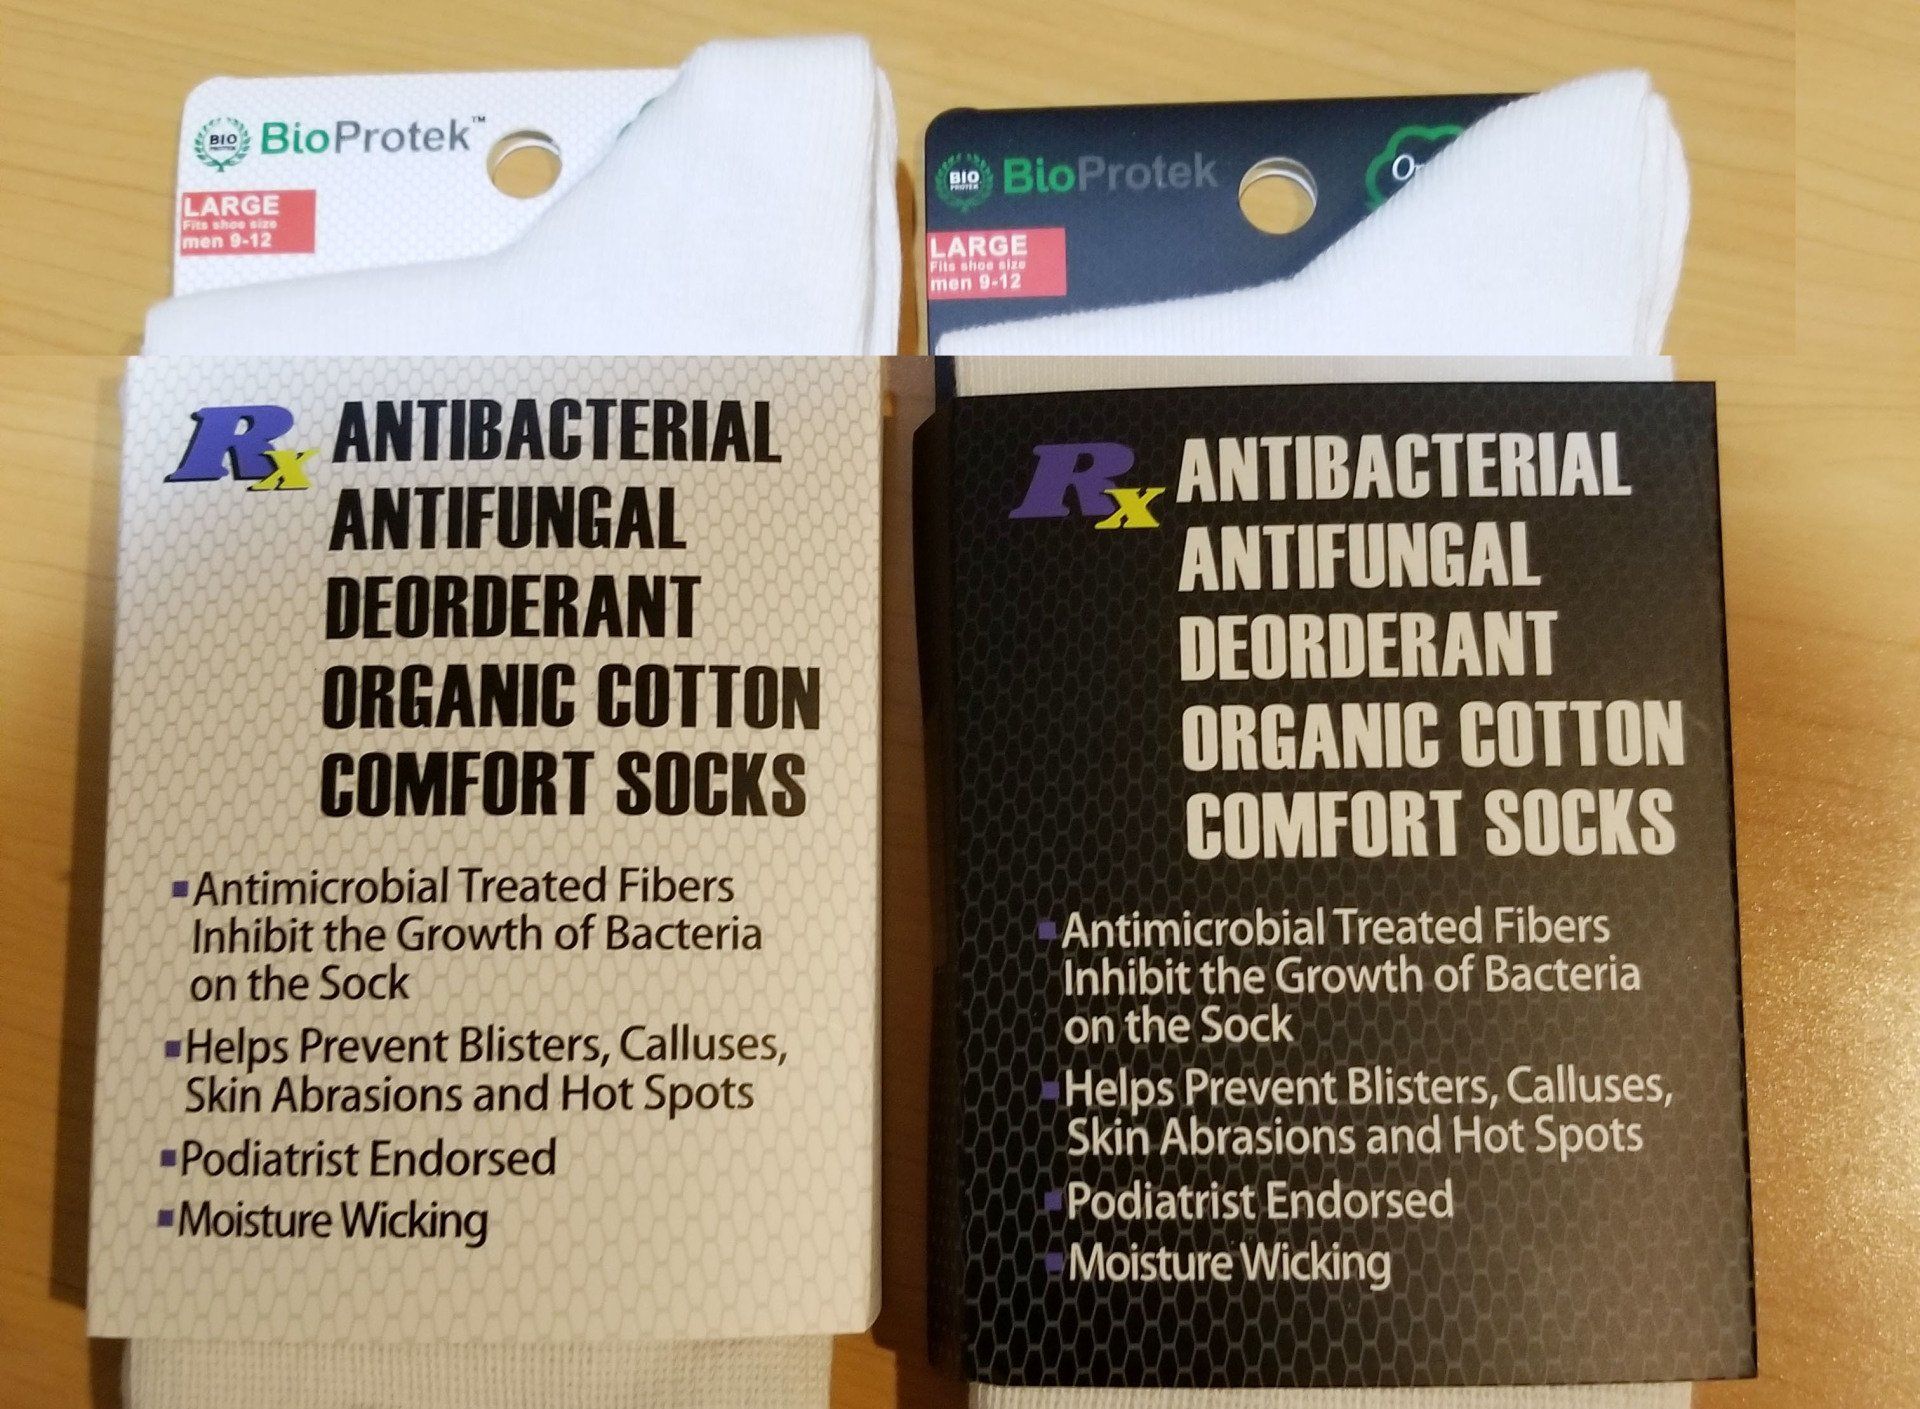 BIO
PROTEK
BioProtek™
LARGE
Fits shoe size
men 9-12
Rx ANTIBACTERIAL
ANTIFUNGAL
DEORDERANT
ORGANIC COTTON
COMFORT SOCKS
▪Antimicrobial Treated Fibers
Inhibit the Growth of Bacteria
on the Sock
▪Helps Prevent Blisters, Calluses,
Skin Abrasions and Hot Spots
▪Podiatrist Endorsed
▪Moisture Wicking
BIO
PROTEK
BioProtek
LARGE
Fits shoe size
men 9-12
Rx ANTIBACTERIAL
ANTIFUNGAL
DEORDERANT
ORGANIC COTTON
COMFORT SOCKS
▪Antimicrobial Treated Fibers
Inhibit the Growth of Bacteria
on the Sock
▪Helps Prevent Blisters, Calluses,
Skin Abrasions and Hot Spots
▪Podiatrist Endorsed
▪Moisture Wicking